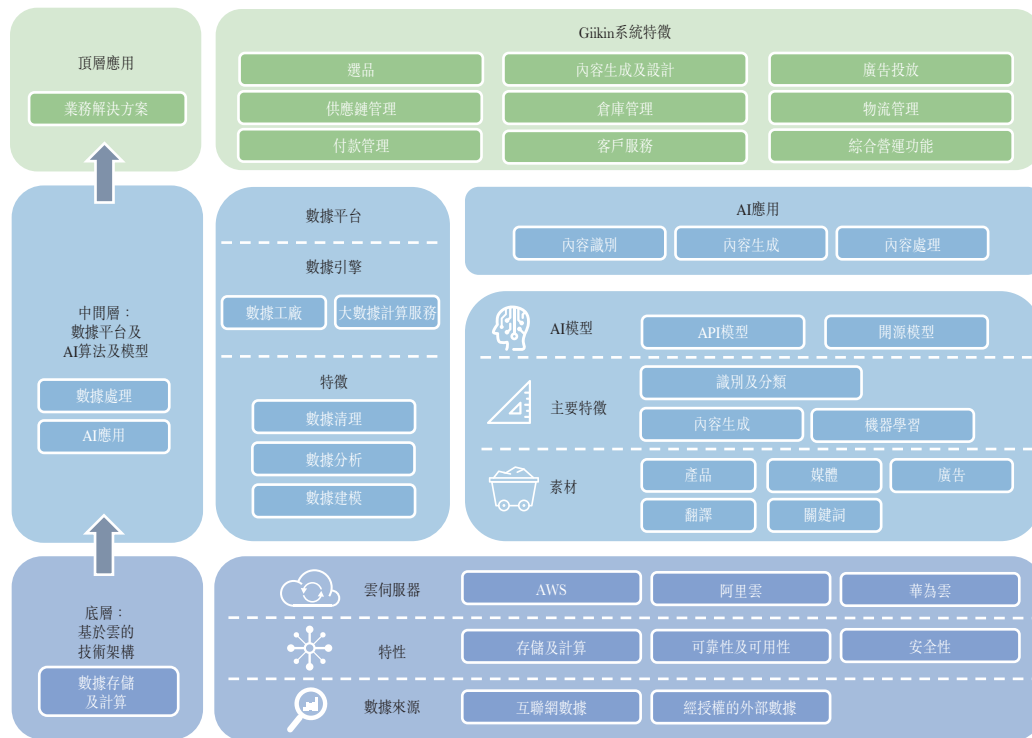 頂層應用
業務解決方案
Giikin系統特徵
選品
內容生成及設計
廣告投放
供應鏈管理
倉庫管理
物流管理
付款管理
客戶服務
綜合營運功能
中間層：
數據平台及
AI算法及模型
數據處理
AI應用
數據平台
數據引擎
數據工廠
大數據計算服務
特徵
數據清理
數據分析
數據建模
AI應用
內容識別
內容生成
內容處理
AI模型
API模型
開源模型
主要特徵
識別及分類
內容生成
機器學習
素材
產品
媒體
廣告
翻譯
關鍵詞
底層：
基於雲的
技術架構
數據存儲
及計算
雲伺服器
AWS
阿里雲
華為雲
特性
存儲及計算
可靠性及可用性
安全性
數據來源
互聯網數據
經授權的外部數據